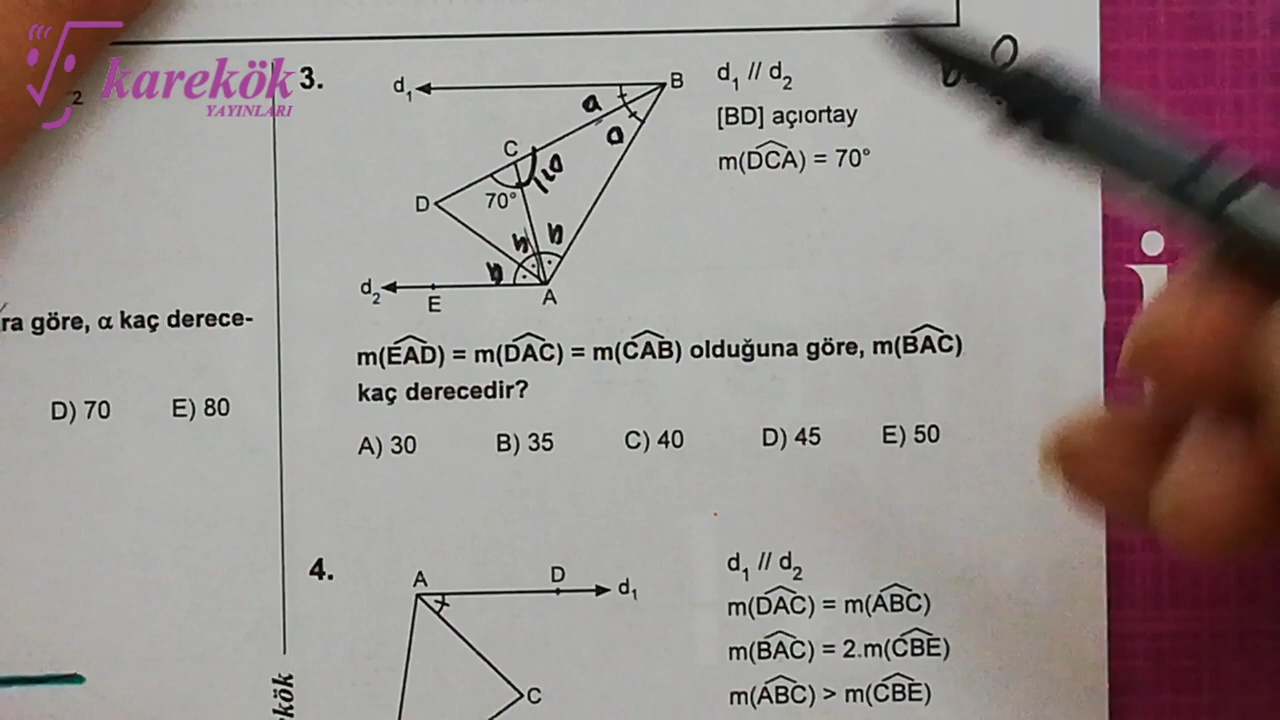 karekök
YAYINLARI
2
ra göre, α kaç derece-
D) 70 E) 80
kök
3.
d₁ B
a
a
C
110
D 70°
b b
b
d₂ E A
d₁ // d₂
[BD] açıortay
m(DCA) = 70°
m(EAD) = m(DAC) = m(CAB) olduğuna göre, m(BAC)
kaç derecedir?
A) 30 B) 35 C) 40 D) 45 E) 50
4.
A D d₁
C
d₁ // d₂
m(DAC) = m(ABC)
m(BAC) = 2.m(CBE)
m(ABC) > m(CBE)
i